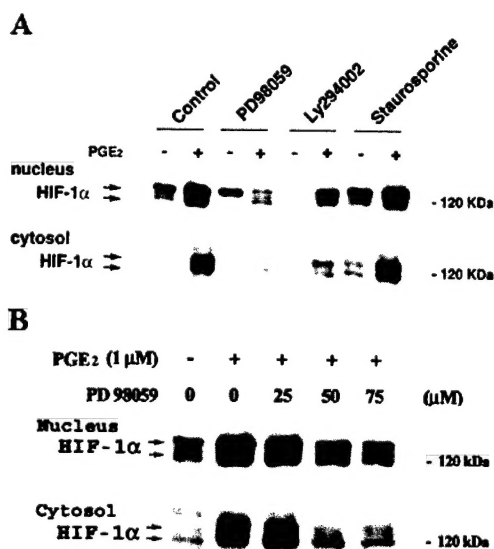 A
Control PD98059 Ly294002 Staurosporine
PGE2 - + - + - + - +
nucleus
HIF-1α - 120 KDa
cytosol
HIF-1α - 120 KDa
B
PGE2 (1 μM) - + + + +
PD 98059 0 0 25 50 75 (μM)
Nucleus
HIF-1α - 120 kDa
Cytosol
HIF-1α - 120 kDa